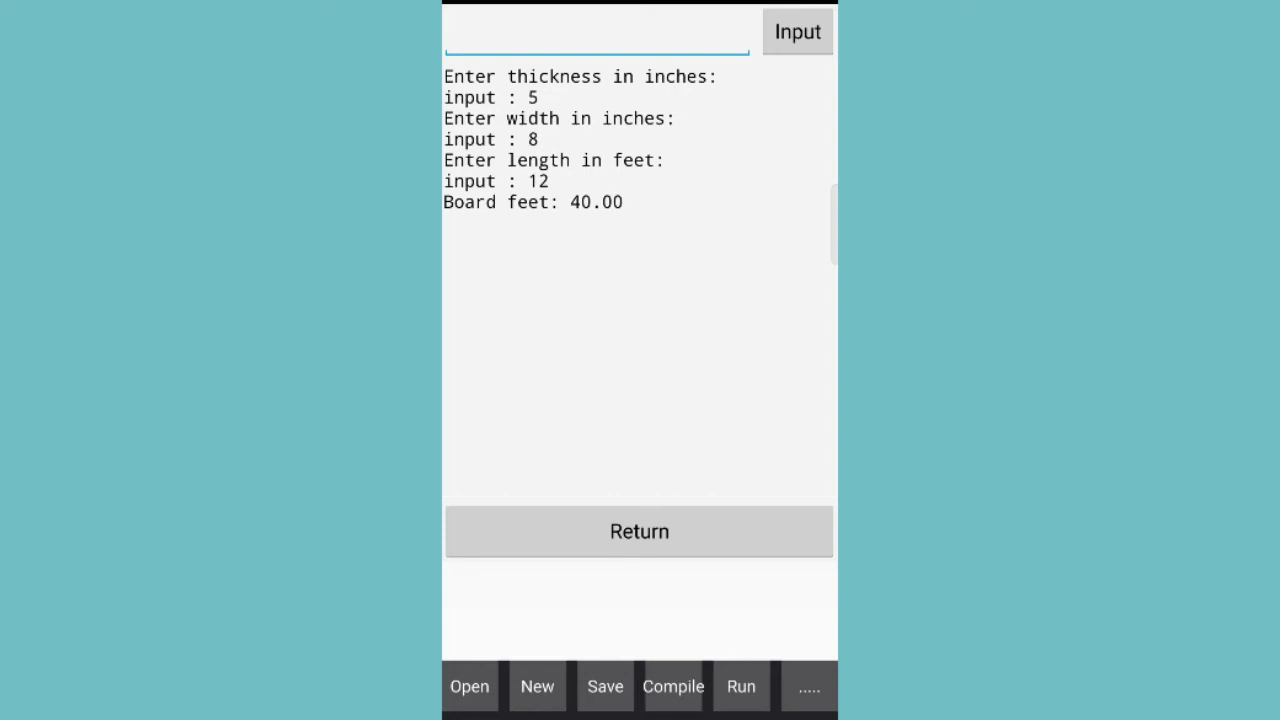 Input
Enter thickness in inches:
input : 5
Enter width in inches:
input : 8
Enter length in feet:
input : 12
Board feet: 40.00
Return
Open New Save Compile Run .....